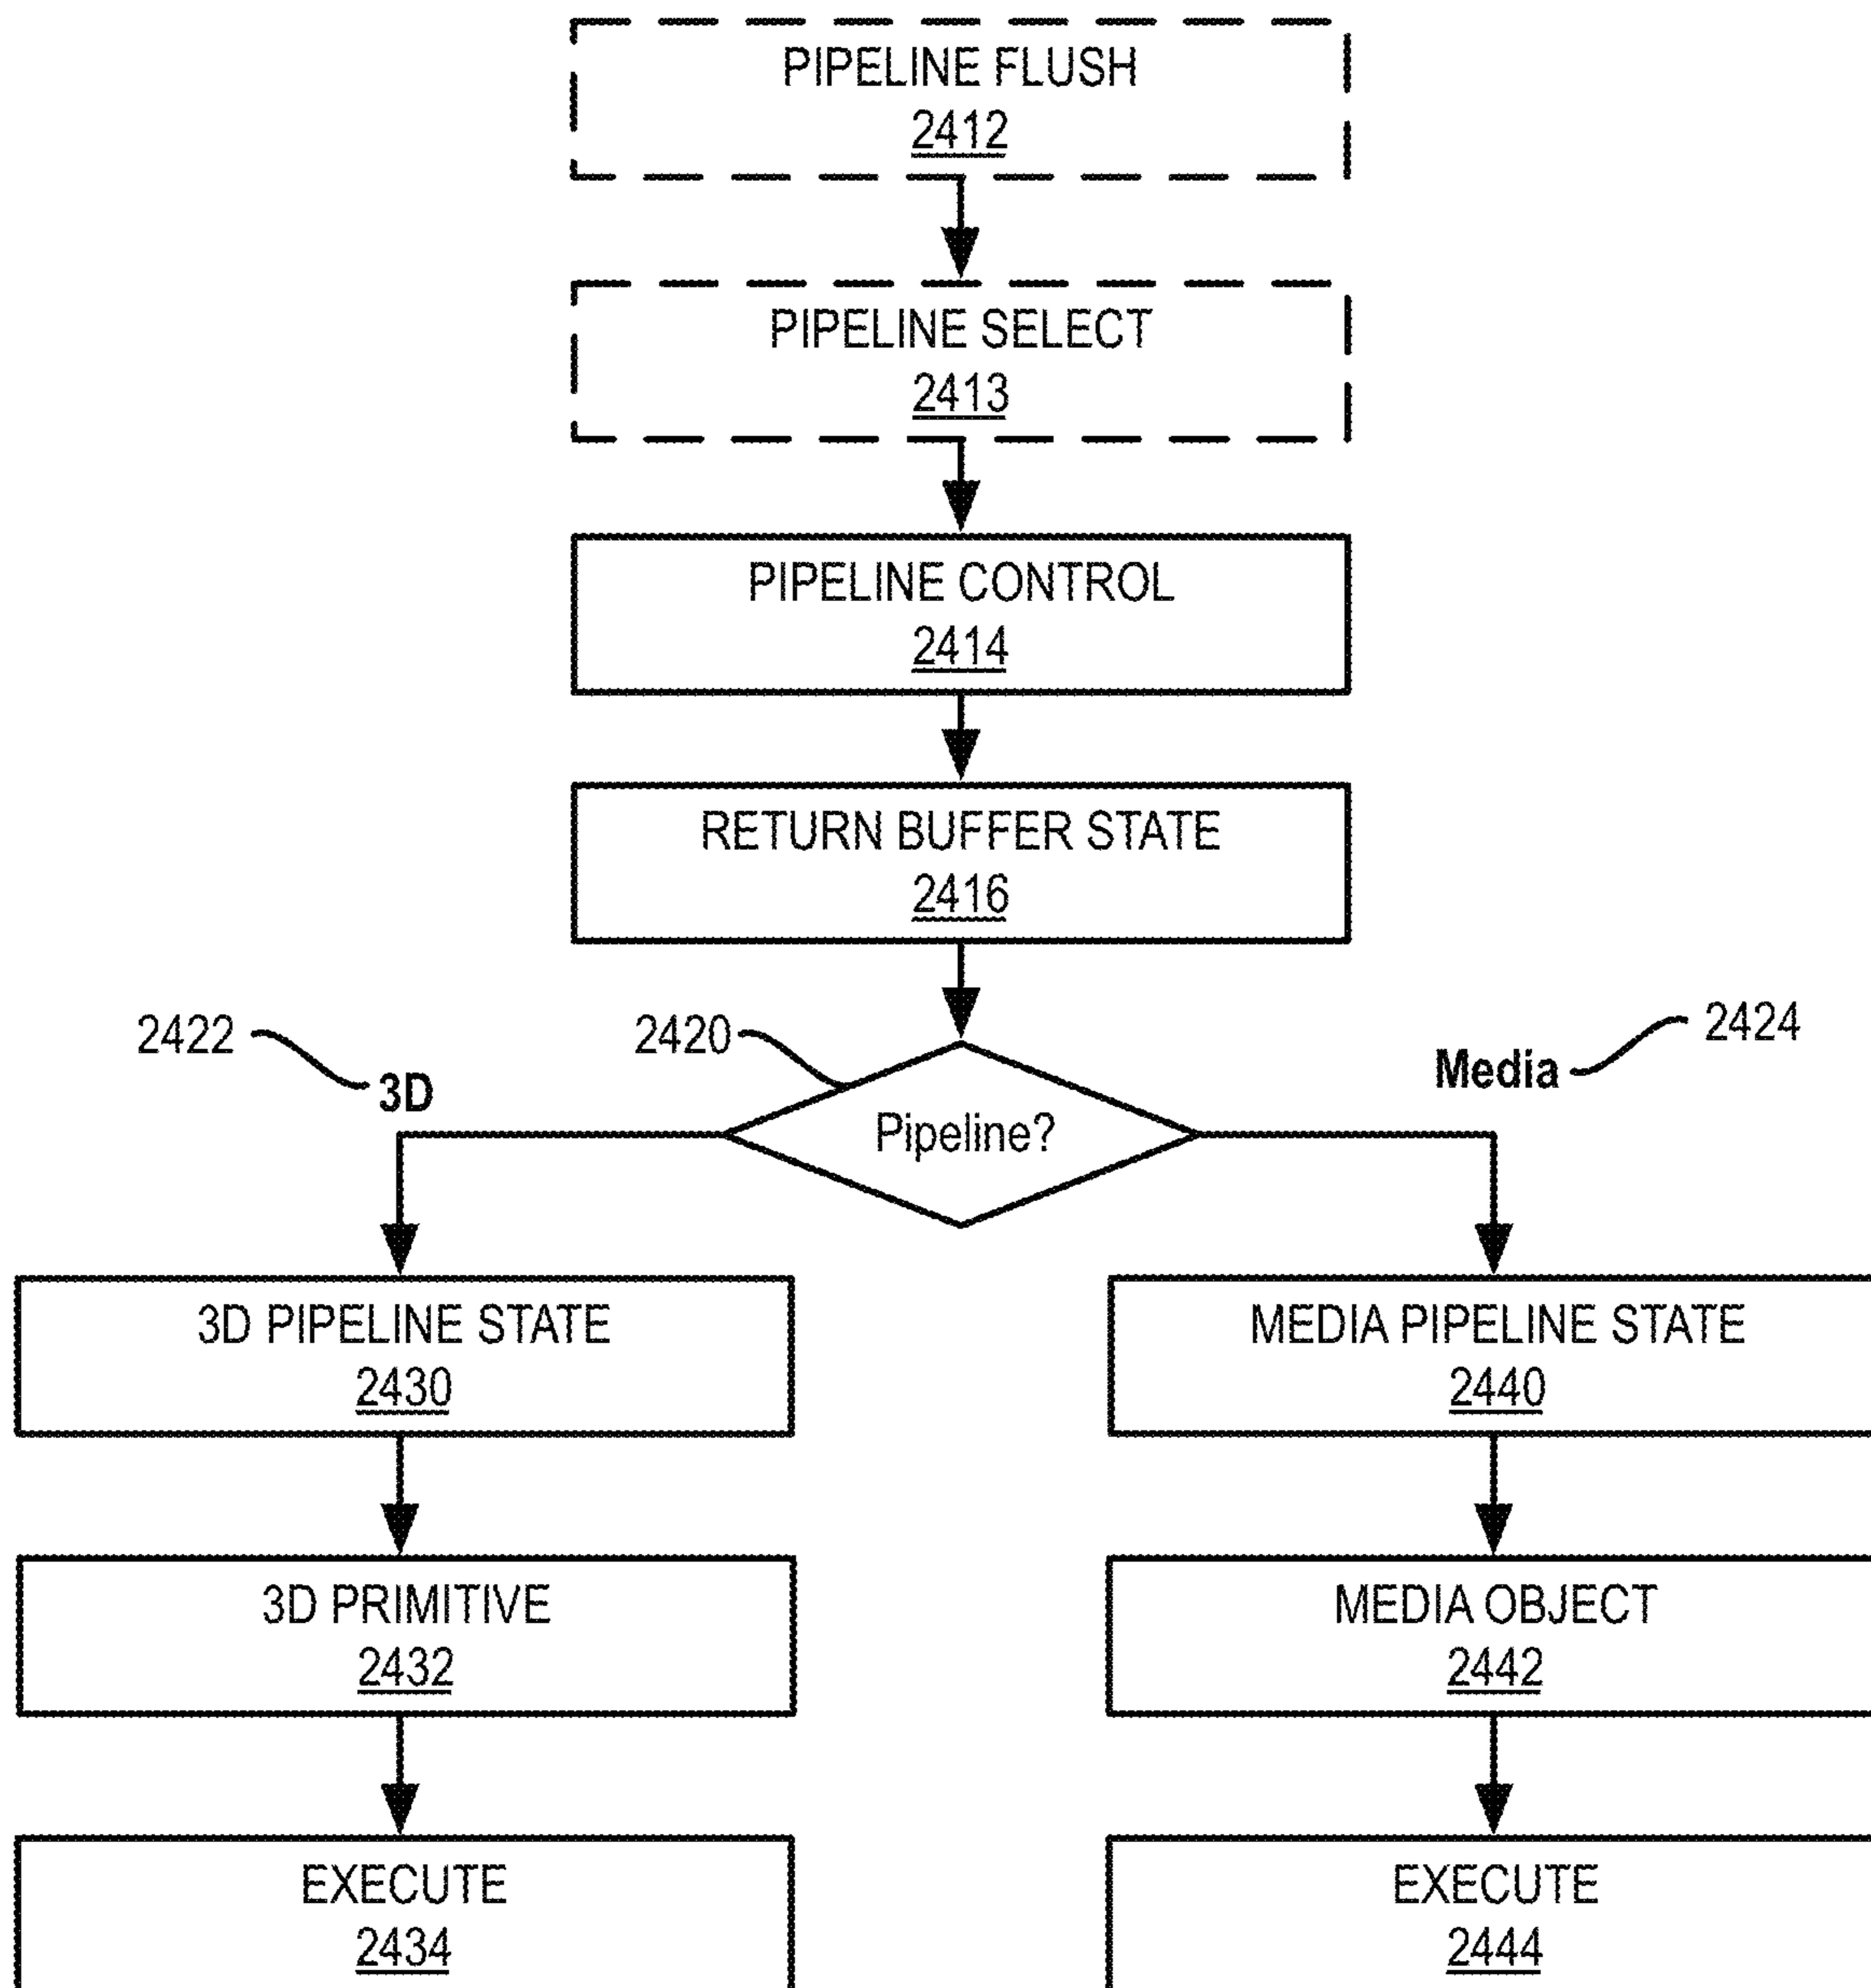 PIPELINE FLUSH
2412
PIPELINE SELECT
2413
PIPELINE CONTROL
2414
RETURN BUFFER STATE
2416
2422
3D
2420
Pipeline?
Media
2424
3D PIPELINE STATE
2430
MEDIA PIPELINE STATE
2440
3D PRIMITIVE
2432
MEDIA OBJECT
2442
EXECUTE
2434
EXECUTE
2444